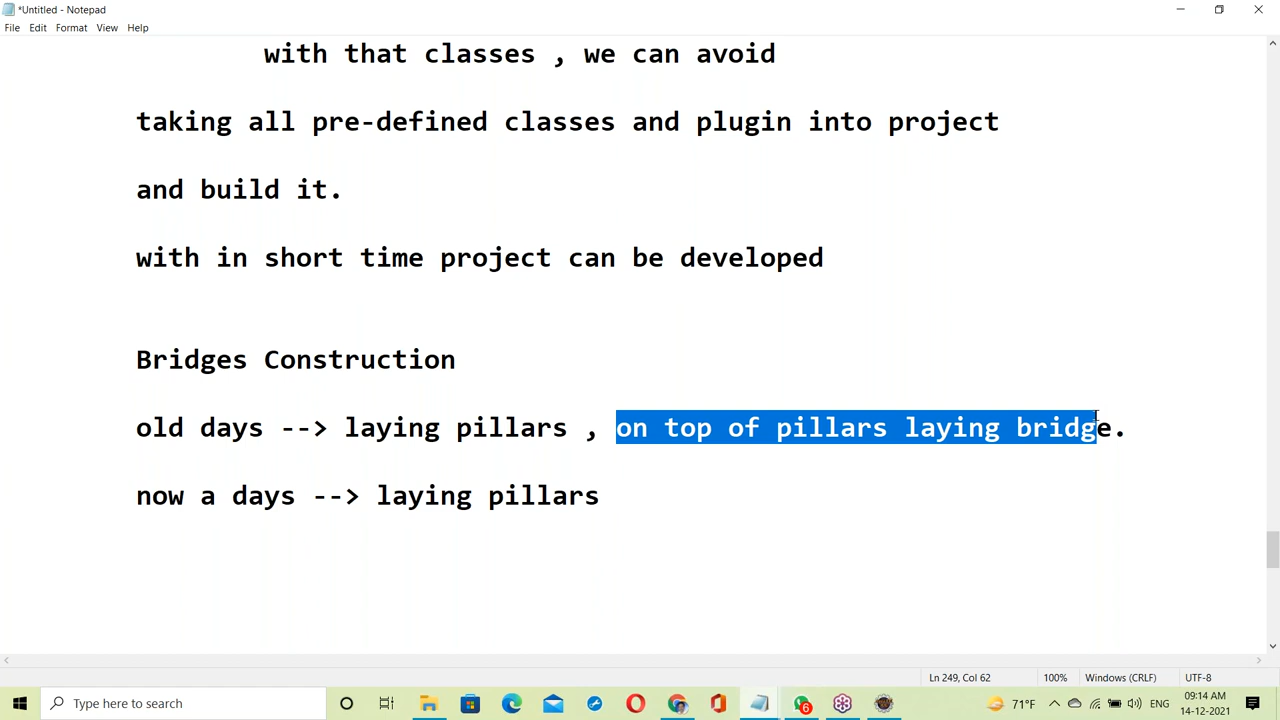 *Untitled - Notepad
File Edit Format View Help
with that classes , we can avoid
taking all pre-defined classes and plugin into project
and build it.
with in short time project can be developed
Bridges Construction
old days --> laying pillars , on top of pillars laying bridge.
now a days --> laying pillars
Ln 249, Col 62 100% Windows (CRLF) UTF-8
Type here to search 6 71°F ENG 09:14 AM
14-12-2021